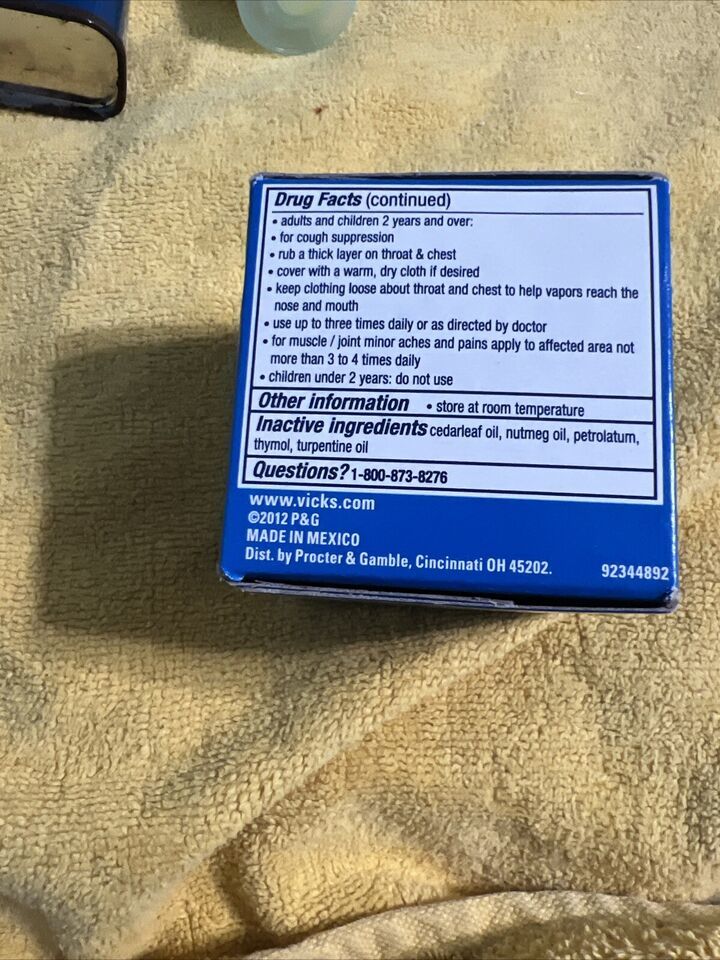 Drug Facts (continued)
• adults and children 2 years and over:
• for cough suppression
• rub a thick layer on throat & chest
• cover with a warm, dry cloth if desired
• keep clothing loose about throat and chest to help vapors reach the
nose and mouth
• use up to three times daily or as directed by doctor
• for muscle / joint minor aches and pains apply to affected area not
more than 3 to 4 times daily
• children under 2 years: do not use
Other information • store at room temperature
Inactive ingredients cedarleaf oil, nutmeg oil, petrolatum,
thymol, turpentine oil
Questions? 1-800-873-8276
www.vicks.com
©2012 P&G
MADE IN MEXICO
Dist. by Procter & Gamble, Cincinnati OH 45202.
92344892